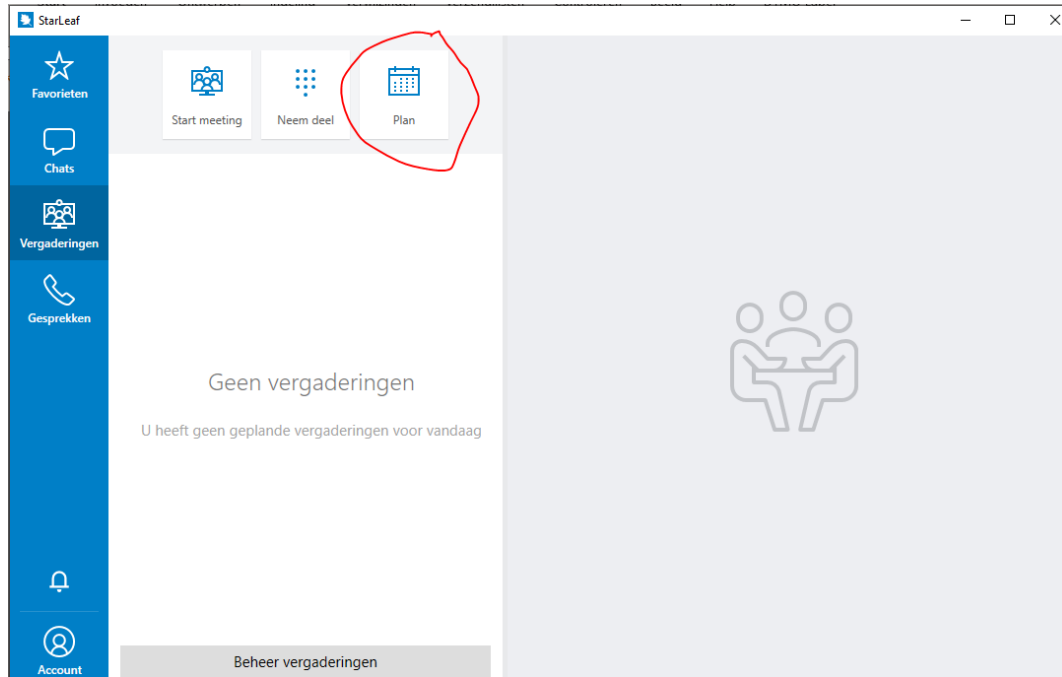 StarLeaf
Favorieten
Chats
Vergaderingen
Gesprekken
Account
Start meeting
Neem deel
Plan
Geen vergaderingen
U heeft geen geplande vergaderingen voor vandaag
Beheer vergaderingen